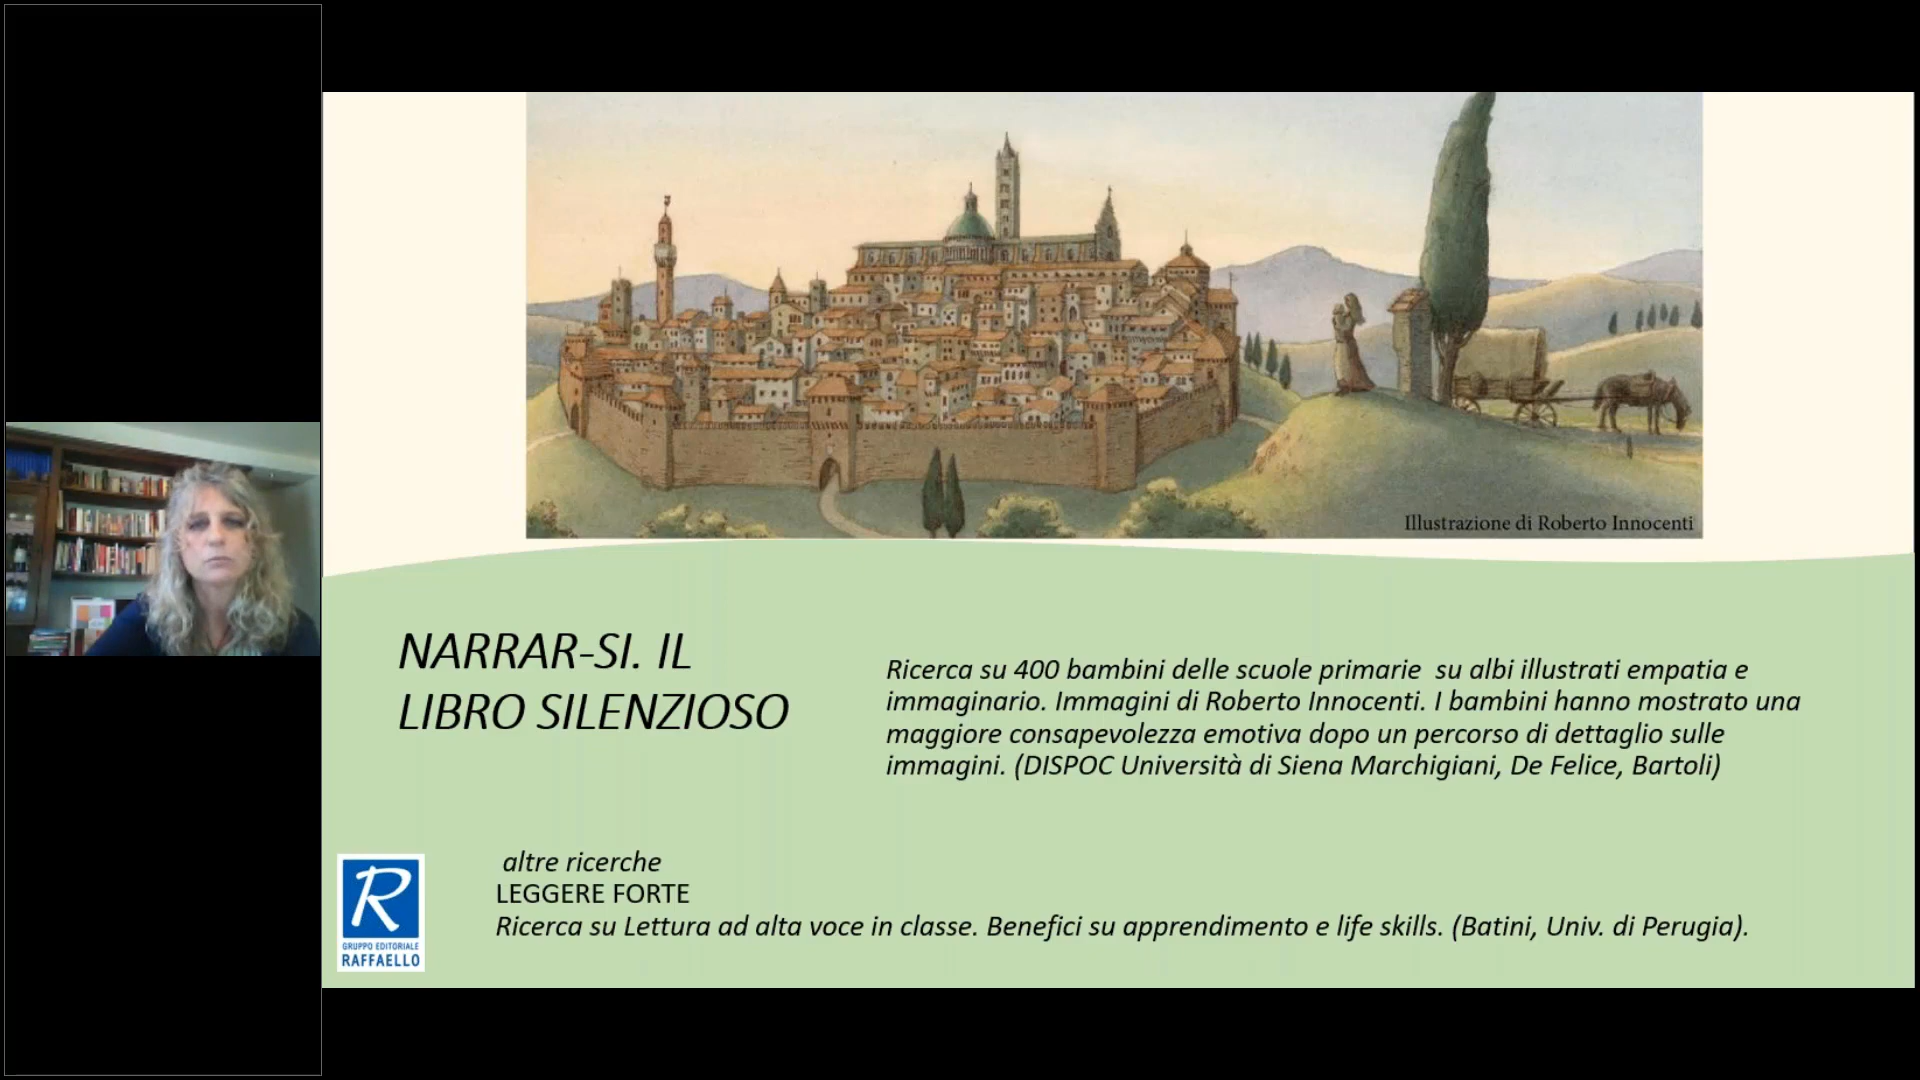 Illustrazione di Roberto Innocenti
NARRAR-SI. IL
LIBRO SILENZIOSO
Ricerca su 400 bambini delle scuole primarie su albi illustrati empatia e
immaginario. Immagini di Roberto Innocenti. I bambini hanno mostrato una
maggiore consapevolezza emotiva dopo un percorso di dettaglio sulle
immagini. (DISPOC Università di Siena Marchigiani, De Felice, Bartoli)
altre ricerche
LEGGERE FORTE
Ricerca su Lettura ad alta voce in classe. Benefici su apprendimento e life skills. (Batini, Univ. di Perugia).
R
GRUPPO EDITORIALE
RAFFAELLO